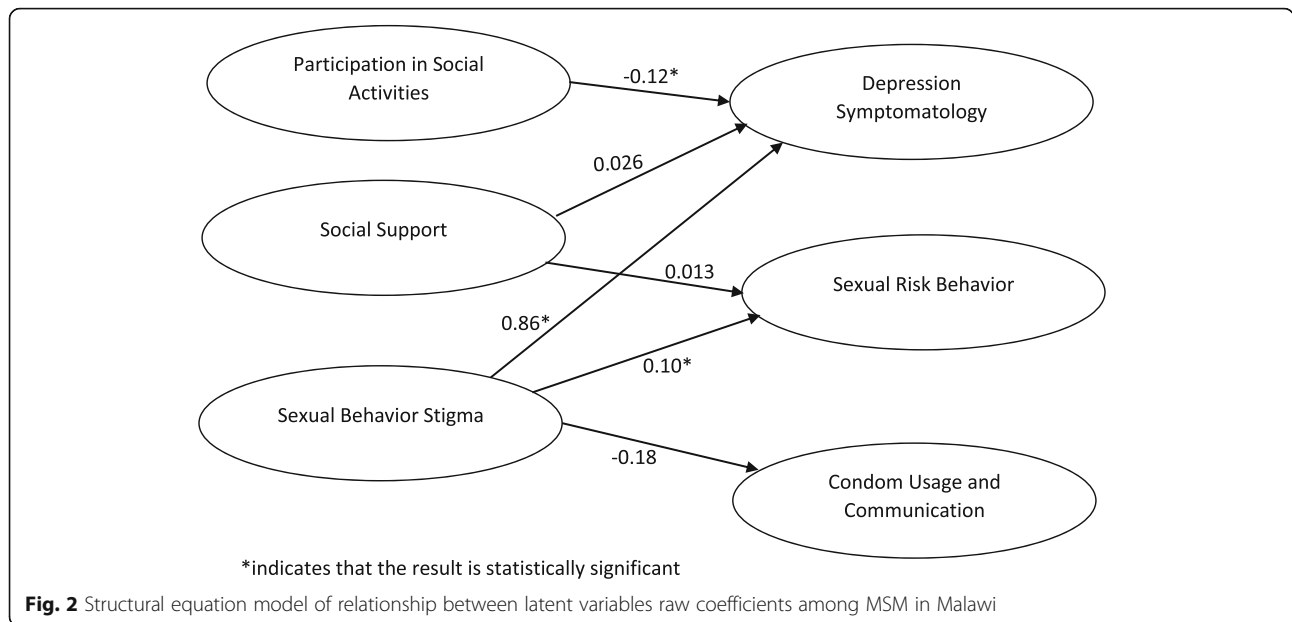 Participation in Social
Activities
-0.12*
Depression
Symptomatology
0.026
Social Support
0.013
Sexual Risk Behavior
0.86*
0.10*
Sexual Behavior Stigma
-0.18
Condom Usage and
Communication
*indicates that the result is statistically significant
Fig. 2 Structural equation model of relationship between latent variables raw coefficients among MSM in Malawi